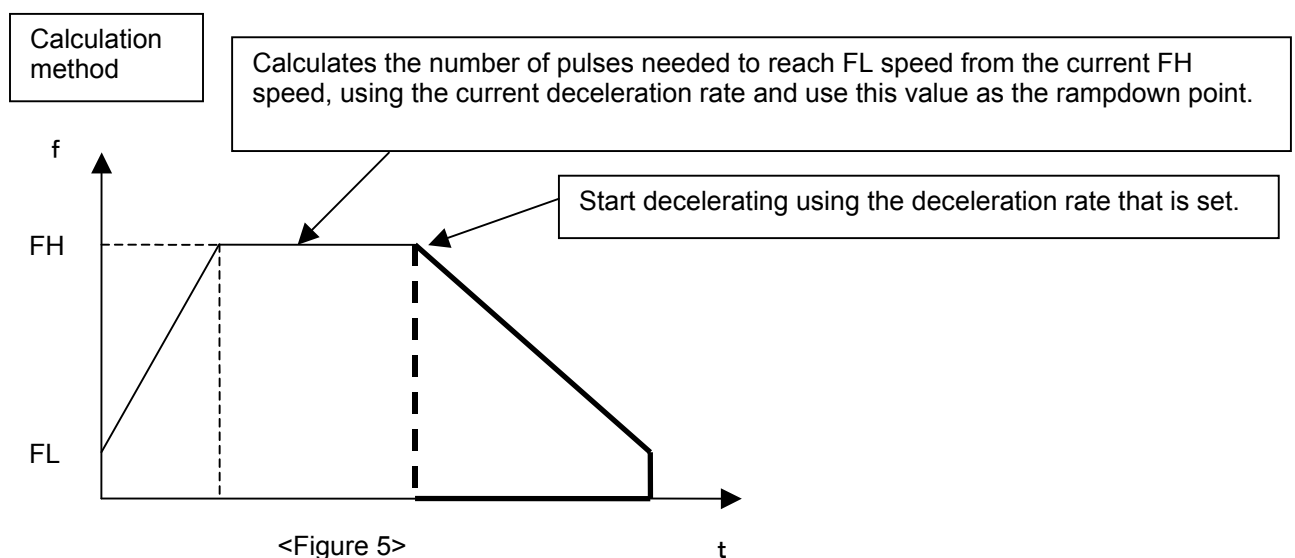 Calculation
method
Calculates the number of pulses needed to reach FL speed from the current FH
speed, using the current deceleration rate and use this value as the rampdown point.
f
Start decelerating using the deceleration rate that is set.
FH
FL
<Figure 5>
t